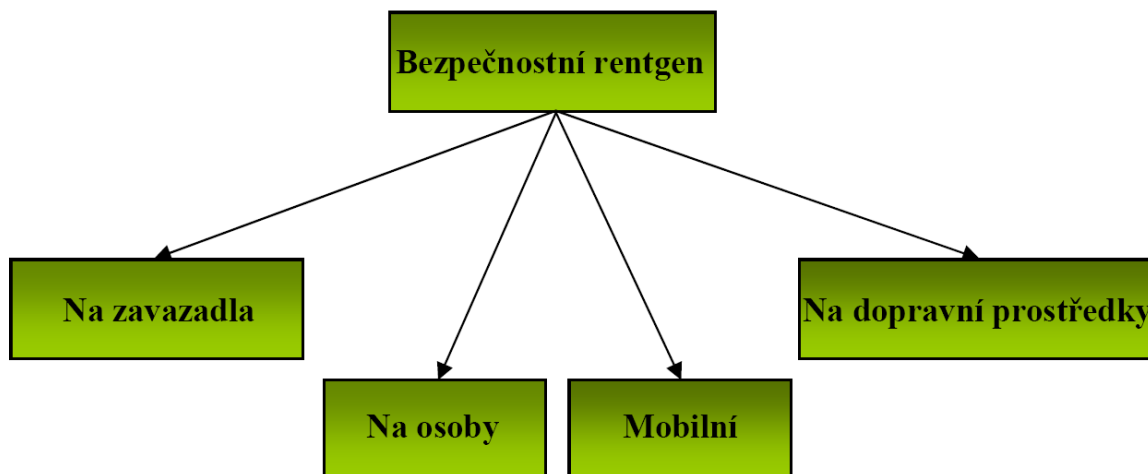 Bezpečnostní rentgen
Na zavazadla
Na dopravní prostředky
Na osoby
Mobilní